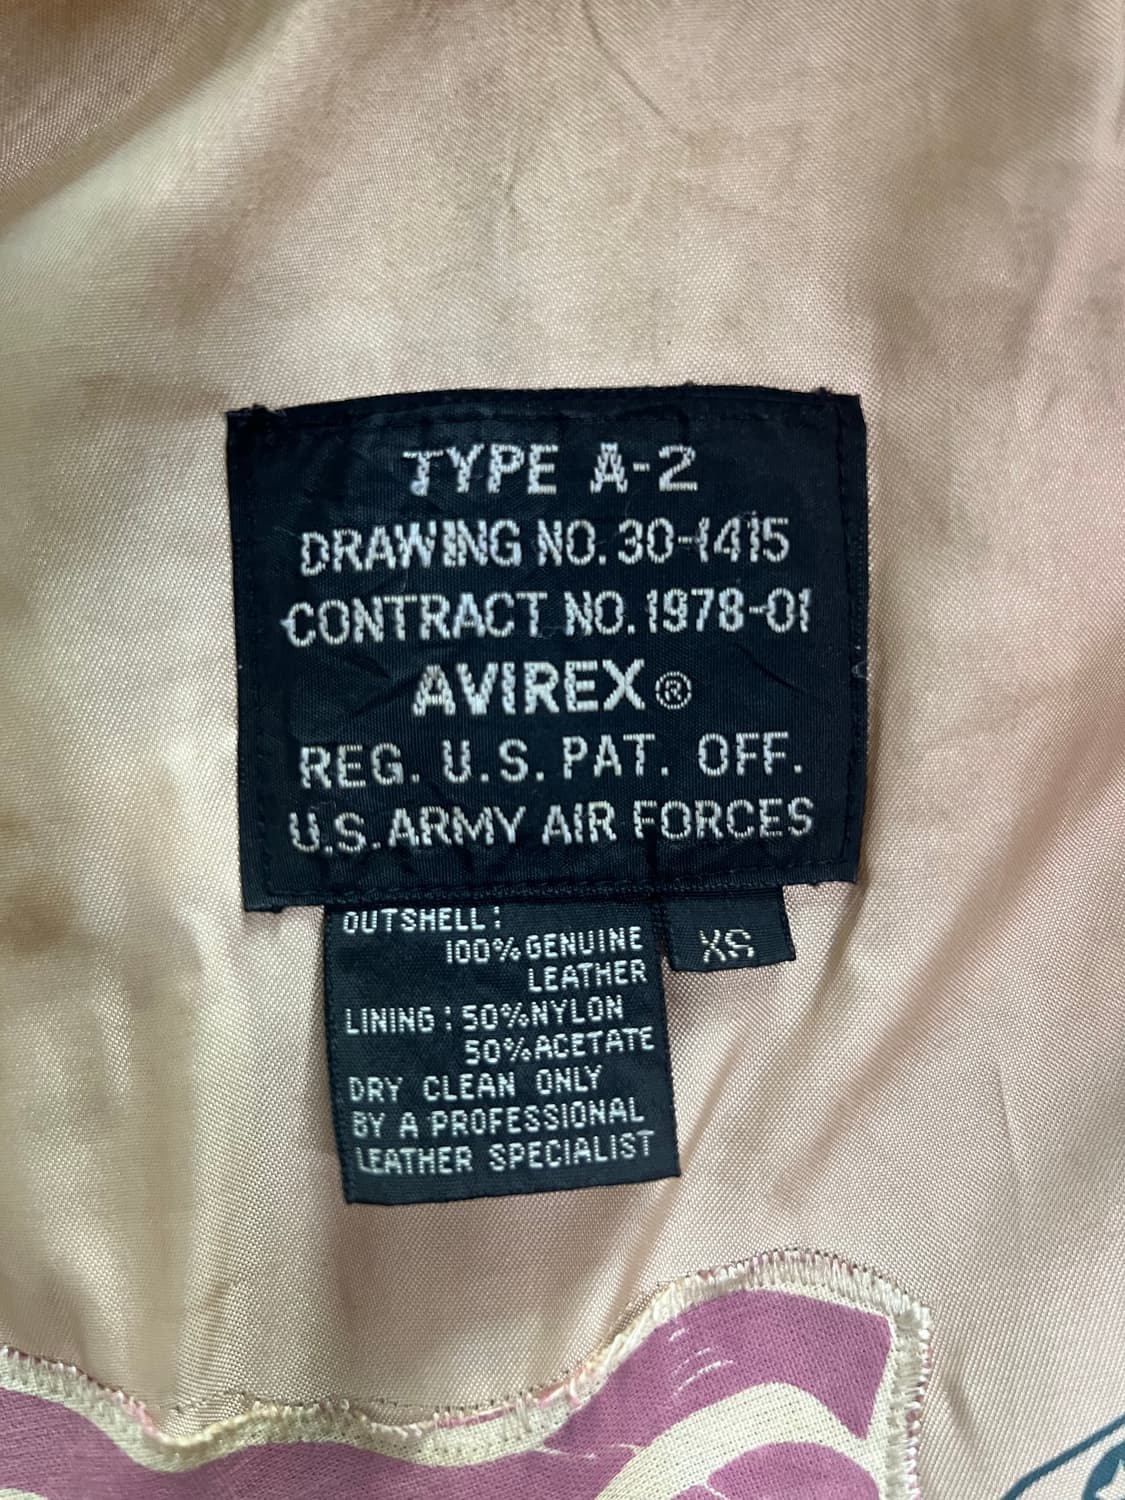 TYPE A-2
DRAWING NO. 30-1415
CONTRACT NO. 1978-01
AVIREX®
REG. U.S. PAT. OFF.
U.S. ARMY AIR FORCES
OUTSHELL:
100% GENUINE
LEATHER
XS
LINING: 50% NYLON
50% ACETATE
DRY CLEAN ONLY
BY A PROFESSIONAL
LEATHER SPECIALIST